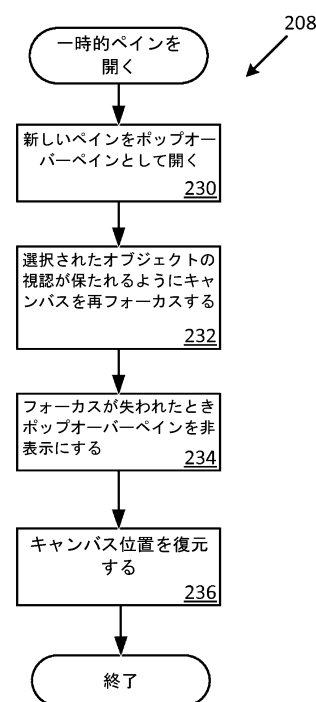 208
一時的ペインを
開く
新しいペインをポップオー
バーペインとして開く
230
選択されたオブジェクトの
視認が保たれるようにキャ
ンバスを再フォーカスする
232
フォーカスが失われたとき
ポップオーバーペインを非
表示にする
234
キャンバス位置を復元
する
236
終了